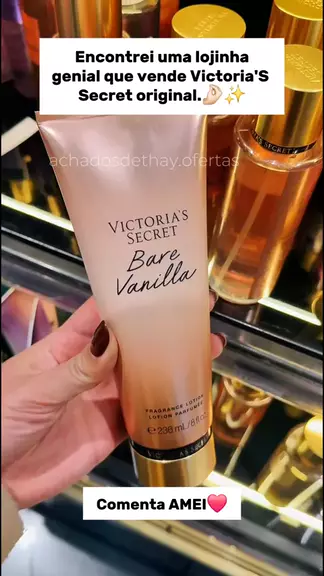 Encontrei uma lojinha
genial que vende Victoria'S
Secret original.👌🏻✨
achadosdethay.ofertas
VICTORIA'S
SECRET
Bare
Vanilla
FRAGRANCE LOTION
LOTION PARFUMÉE
236 mL/8 fl oz
Comenta AMEI❤️